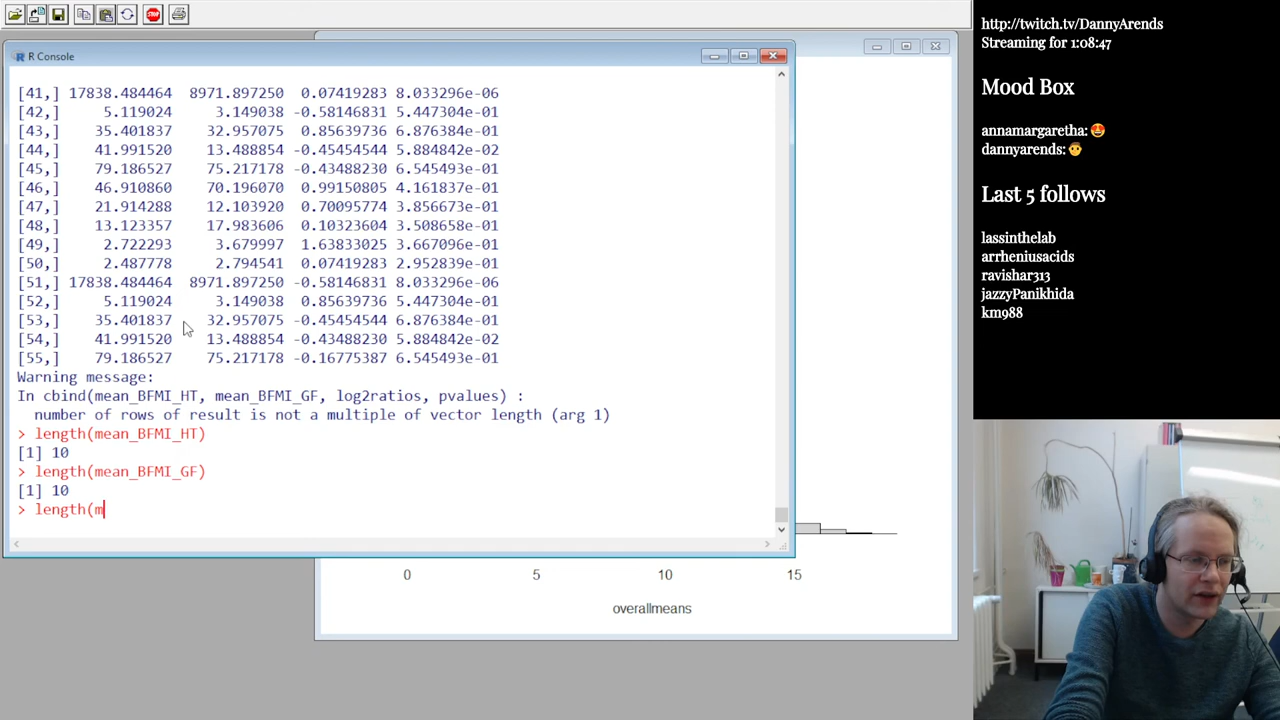 STOP
R Console
[41,] 17838.484464 8971.897250 0.07419283 8.033296e-06
[42,] 5.119024 3.149038 -0.58146831 5.447304e-01
[43,] 35.401837 32.957075 0.85639736 6.876384e-01
[44,] 41.991520 13.488854 -0.45454544 5.884842e-02
[45,] 79.186527 75.217178 -0.43488230 6.545493e-01
[46,] 46.910860 70.196070 0.99150805 4.161837e-01
[47,] 21.914288 12.103920 0.70095774 3.856673e-01
[48,] 13.123357 17.983606 0.10323604 3.508658e-01
[49,] 2.722293 3.679997 1.63833025 3.667096e-01
[50,] 2.487778 2.794541 0.07419283 2.952839e-01
[51,] 17838.484464 8971.897250 -0.58146831 8.033296e-06
[52,] 5.119024 3.149038 0.85639736 5.447304e-01
[53,] 35.401837 32.957075 -0.45454544 6.876384e-01
[54,] 41.991520 13.488854 -0.43488230 5.884842e-02
[55,] 79.186527 75.217178 -0.16775387 6.545493e-01
Warning message:
In cbind(mean_BFMI_HT, mean_BFMI_GF, log2ratios, pvalues) :
number of rows of result is not a multiple of vector length (arg 1)
> length(mean_BFMI_HT)
[1] 10
> length(mean_BFMI_GF)
[1] 10
> length(m
0 5 10 15
overallmeans
http://twitch.tv/DannyArends
Streaming for 1:08:47
Mood Box
annamargaretha: 😍
dannyarends: 🤠
Last 5 follows
lassinthelab
arrheniusacids
ravishar313
jazzyPanikhida
km988